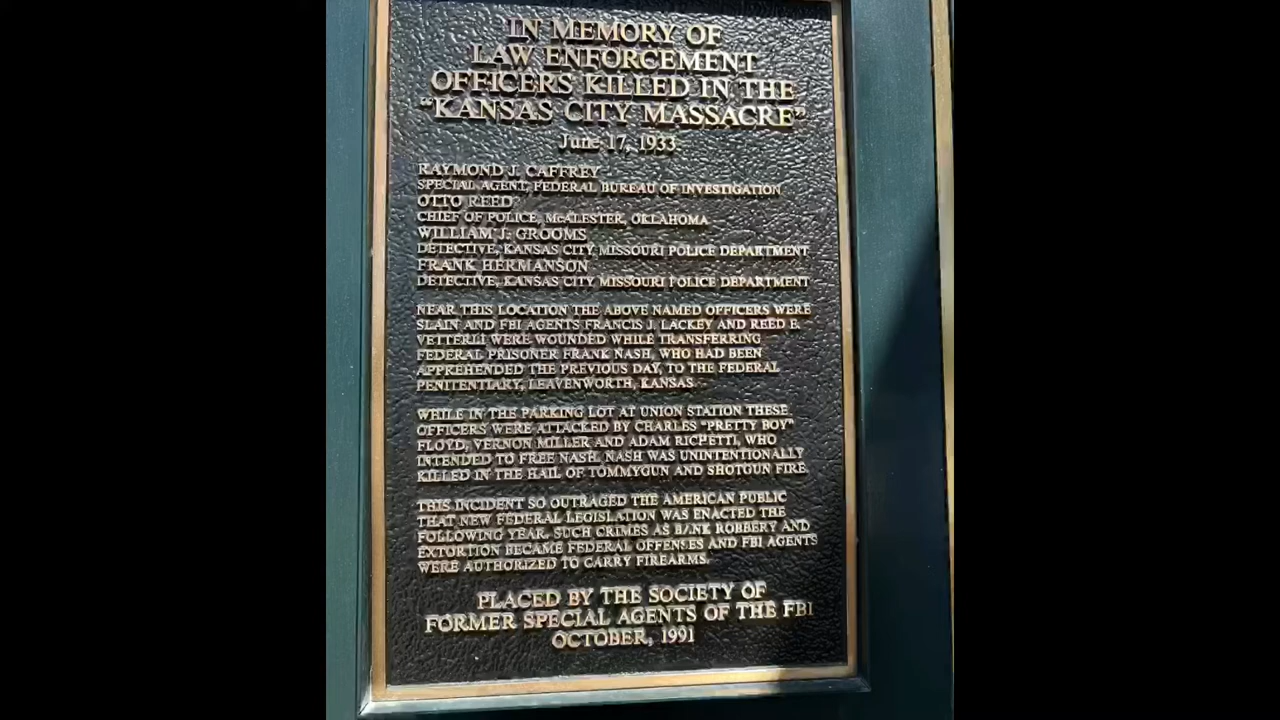 IN MEMORY OF
LAW ENFORCEMENT
OFFICERS KILLED IN THE
"KANSAS CITY MASSACRE"
June 17, 1933
RAYMOND J. CAFFREY
SPECIAL AGENT, FEDERAL BUREAU OF INVESTIGATION
OTTO REED
CHIEF OF POLICE, McALESTER, OKLAHOMA
WILLIAM J. GROOMS
DETECTIVE, KANSAS CITY, MISSOURI POLICE DEPARTMENT
FRANK HERMANSON
DETECTIVE, KANSAS CITY MISSOURI POLICE DEPARTMENT
NEAR THIS LOCATION THE ABOVE NAMED OFFICERS WERE
SLAIN AND FBI AGENTS FRANCIS J. LACKEY AND REED E.
VETTERLI WERE WOUNDED WHILE TRANSFERRING
FEDERAL PRISONER FRANK NASH, WHO HAD BEEN
APPREHENDED THE PREVIOUS DAY, TO THE FEDERAL
PENITENTIARY, LEAVENWORTH, KANSAS.
WHILE IN THE PARKING LOT AT UNION STATION THESE
OFFICERS WERE ATTACKED BY CHARLES "PRETTY BOY"
FLOYD, VERNON MILLER AND ADAM RICHETTI, WHO
INTENDED TO FREE NASH. NASH WAS UNINTENTIONALLY
KILLED IN THE HAIL OF TOMMYGUN AND SHOTGUN FIRE.
THIS INCIDENT SO OUTRAGED THE AMERICAN PUBLIC
THAT NEW FEDERAL LEGISLATION WAS ENACTED THE
FOLLOWING YEAR. SUCH CRIMES AS BANK ROBBERY AND
EXTORTION BECAME FEDERAL OFFENSES AND FBI AGENTS
WERE AUTHORIZED TO CARRY FIREARMS.
PLACED BY THE SOCIETY OF
FORMER SPECIAL AGENTS OF THE FBI
OCTOBER, 1991